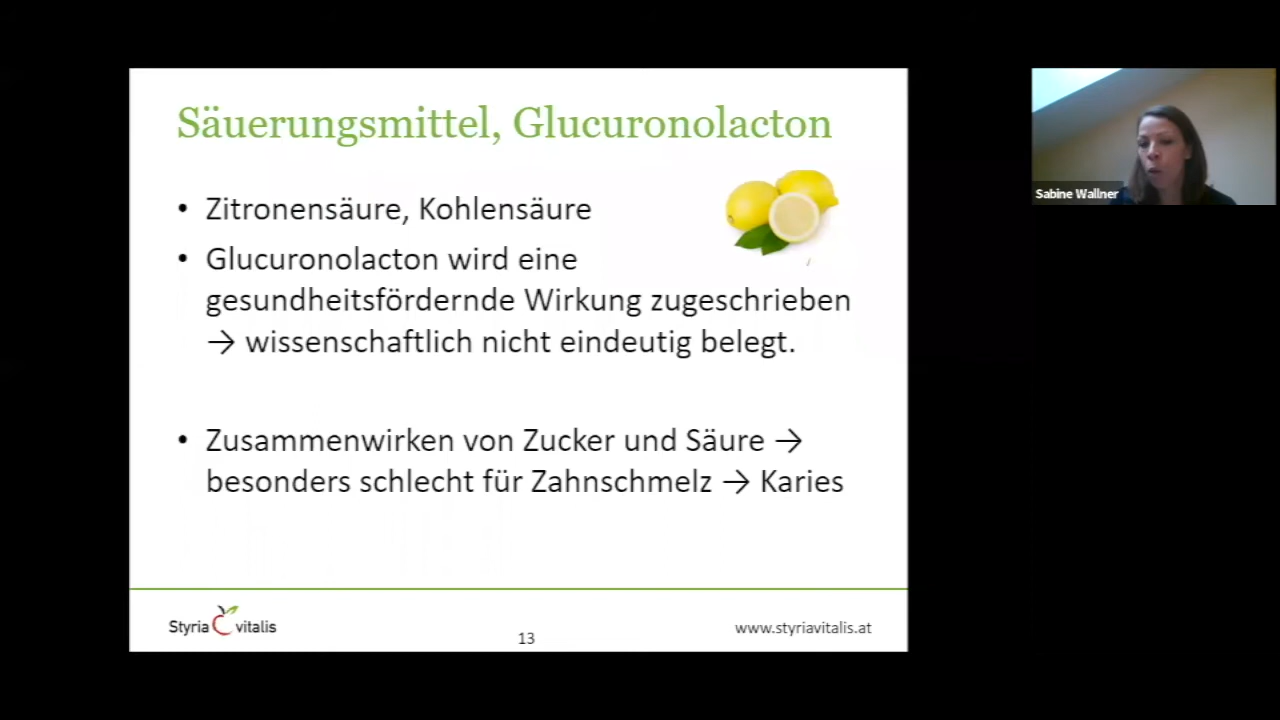 Säuerungsmittel, Glucuronolacton
• Zitronensäure, Kohlensäure
• Glucuronolacton wird eine
gesundheitsfördernde Wirkung zugeschrieben
→ wissenschaftlich nicht eindeutig belegt.
• Zusammenwirken von Zucker und Säure →
besonders schlecht für Zahnschmelz → Karies
Styria vitalis
13
www.styriavitalis.at
Sabine Wallner